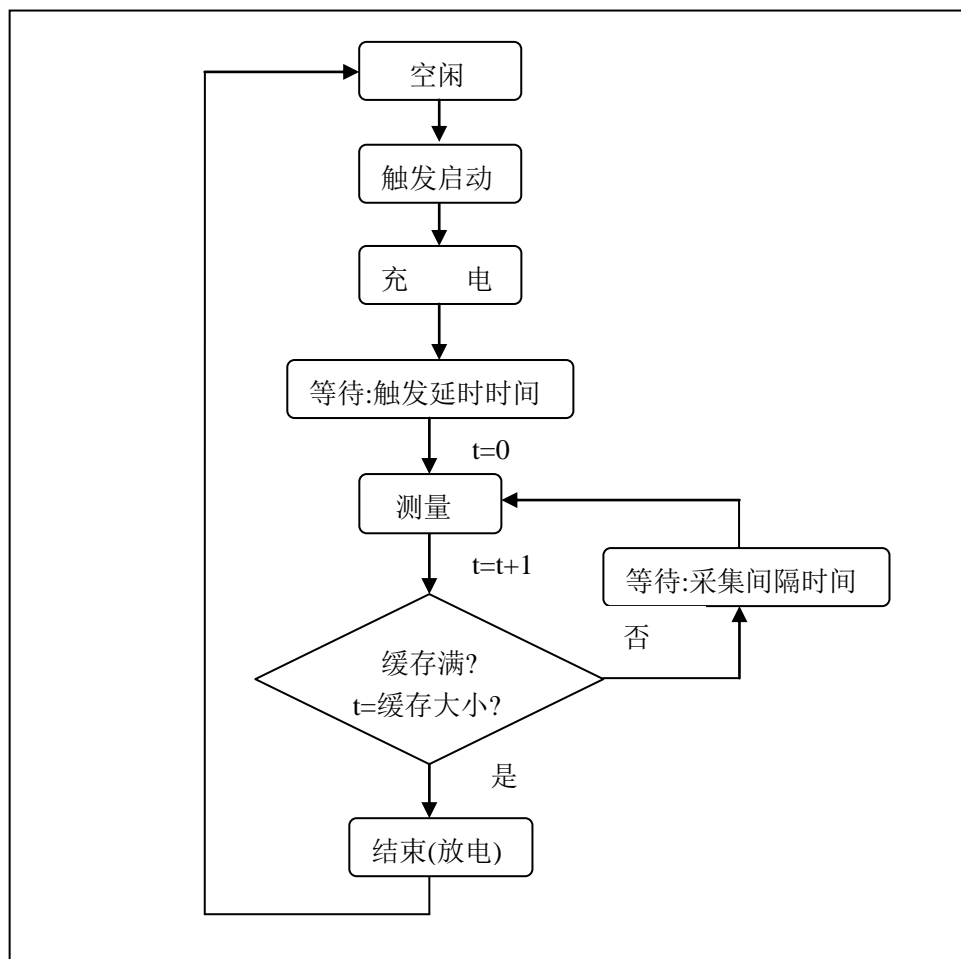 空闲
触发启动
充 电
等待:触发延时时间
t=0
测量
t=t+1
等待:采集间隔时间
否
缓存满?
t=缓存大小?
是
结束(放电)